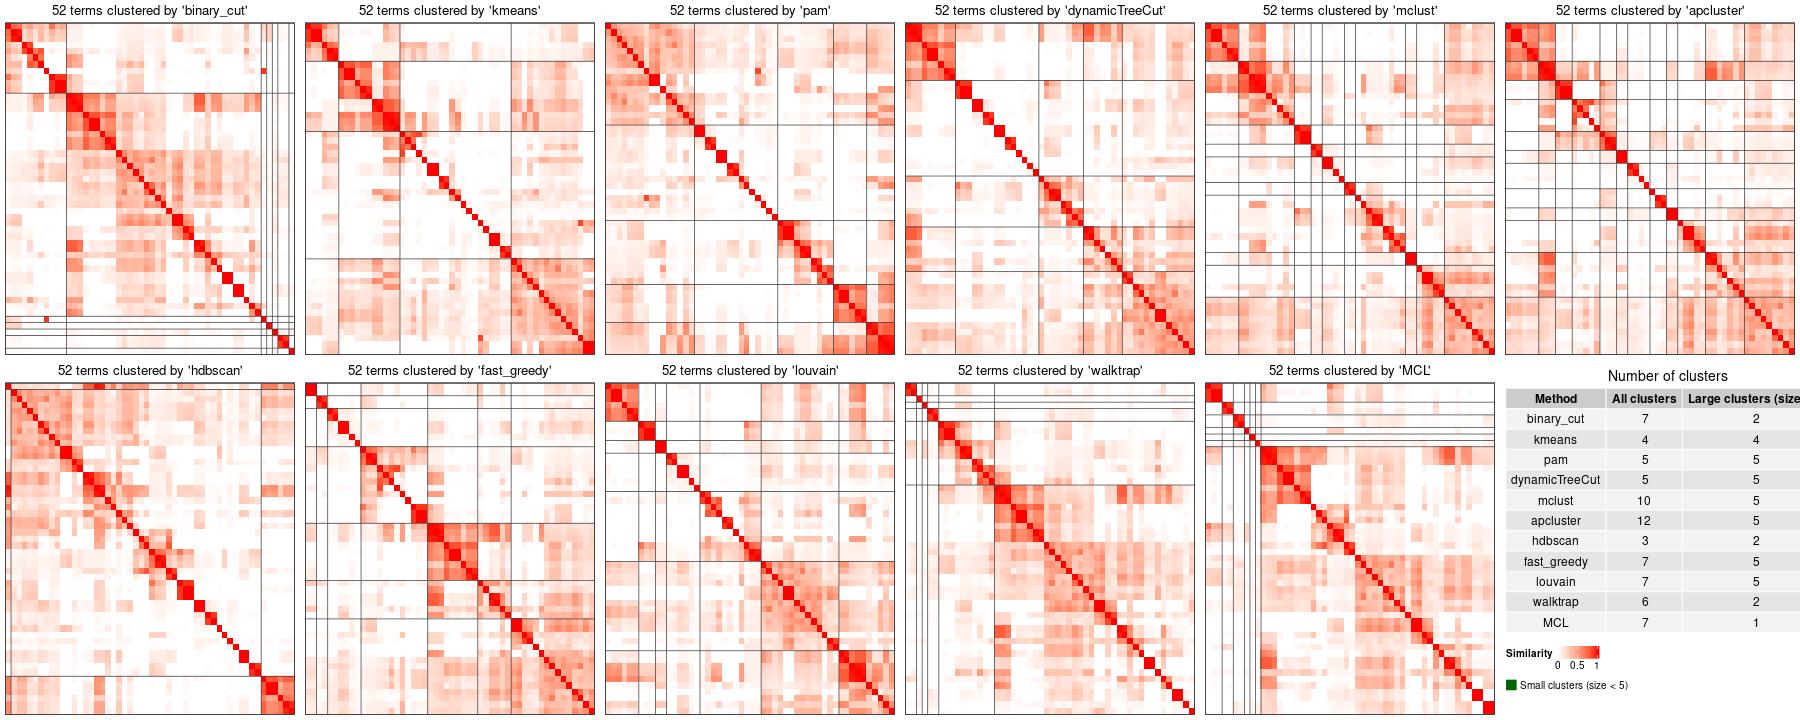 52 terms clustered by 'binary_cut'
52 terms clustered by 'kmeans'
52 terms clustered by 'pam'
52 terms clustered by 'dynamicTreeCut'
52 terms clustered by 'mclust'
52 terms clustered by 'apcluster'
52 terms clustered by 'hdbscan'
52 terms clustered by 'fast_greedy'
52 terms clustered by 'louvain'
52 terms clustered by 'walktrap'
52 terms clustered by 'MCL'
Number of clusters
Method All clusters Large clusters (size
binary_cut 7 2
kmeans 4 4
pam 5 5
dynamicTreeCut 5 5
mclust 10 5
apcluster 12 5
hdbscan 3 2
fast_greedy 7 5
louvain 7 5
walktrap 6 2
MCL 7 1
Similarity
0 0.5 1
Small clusters (size < 5)